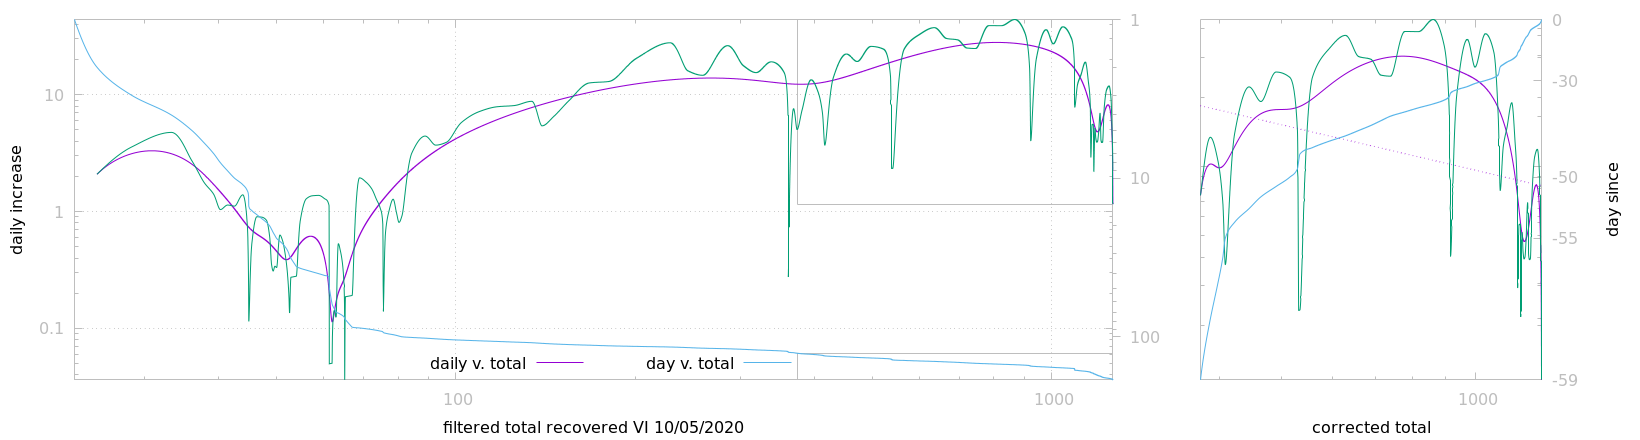 daily increase
10
1
0.1
100
1000
1
10
100
daily v. total
day v. total
filtered total recovered VI 10/05/2020
0
-30
-50
-55
-59
day since
1000
corrected total